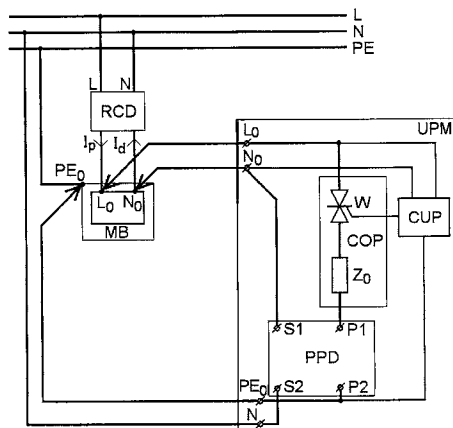 L
N
PE
L N
RCD
Ip Id
L0
UPM
PE0
N0
L0 N0
MB
W
CUP
COP
Z0
S1 P1
PPD
PE0 S2 P2
N